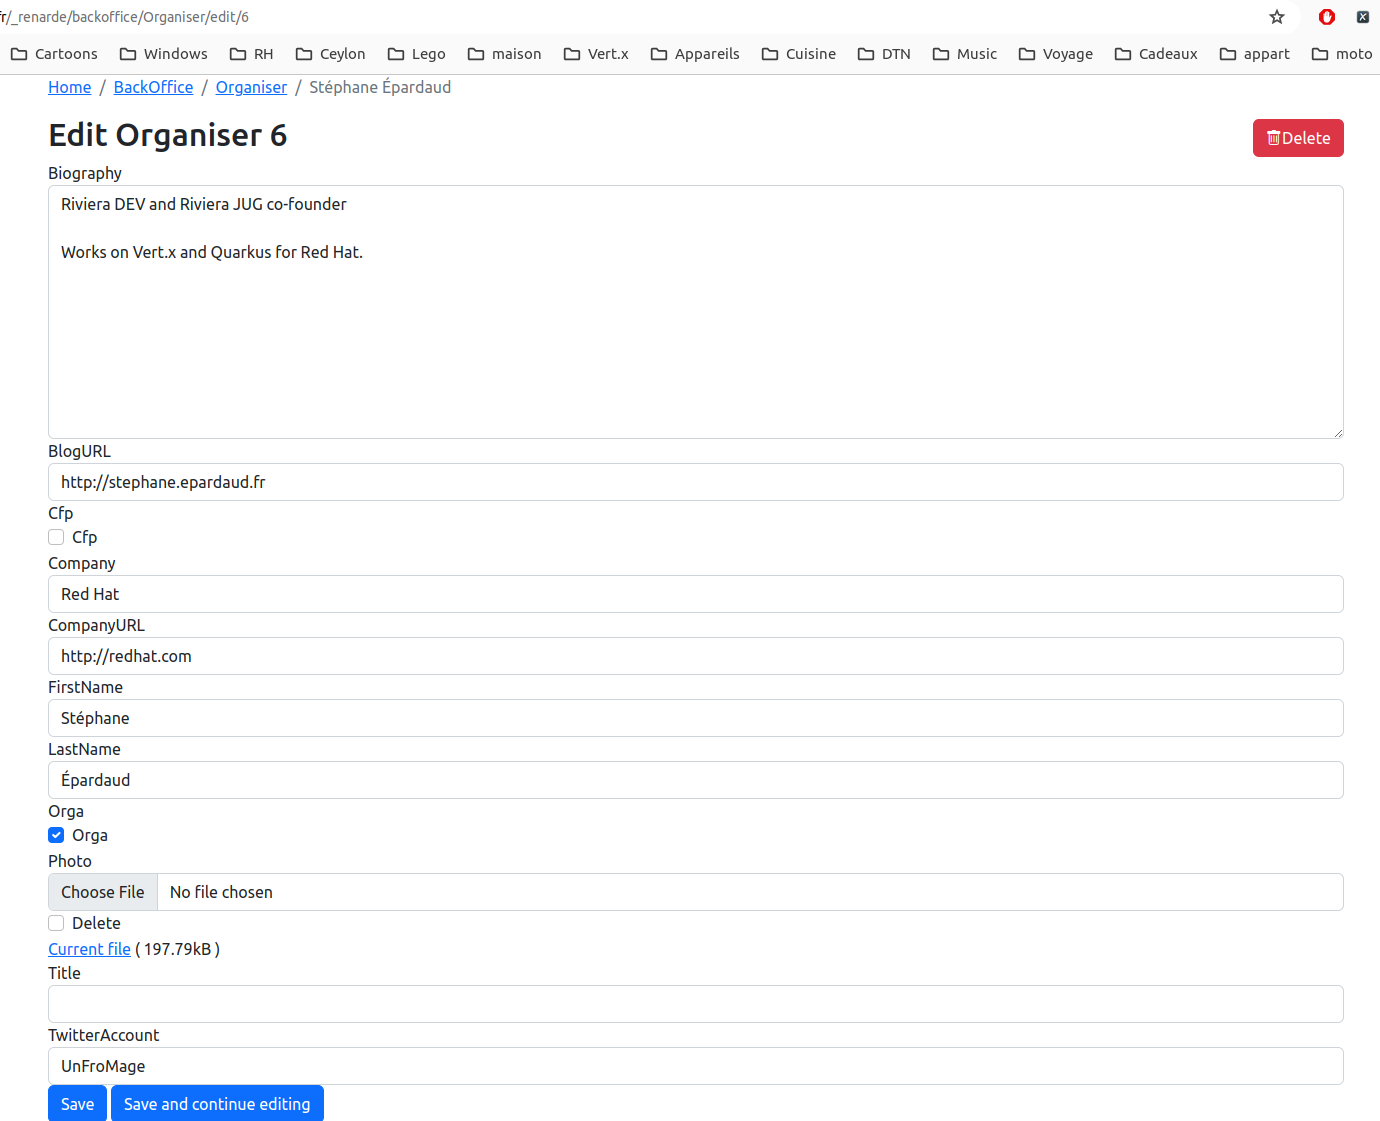 fr/_renarde/backoffice/Organiser/edit/6
Cartoons Windows RH Ceylon Lego maison Vert.x Appareils Cuisine DTN Music Voyage Cadeaux appart moto
Home / BackOffice / Organiser / Stéphane Épardaud
Edit Organiser 6
Delete
Biography
Riviera DEV and Riviera JUG co-founder
Works on Vert.x and Quarkus for Red Hat.
BlogURL
http://stephane.epardaud.fr
Cfp
Cfp
Company
Red Hat
CompanyURL
http://redhat.com
FirstName
Stéphane
LastName
Épardaud
Orga
Orga
Photo
Choose File No file chosen
Delete
Current file ( 197.79kB )
Title
TwitterAccount
UnFroMage
Save Save and continue editing